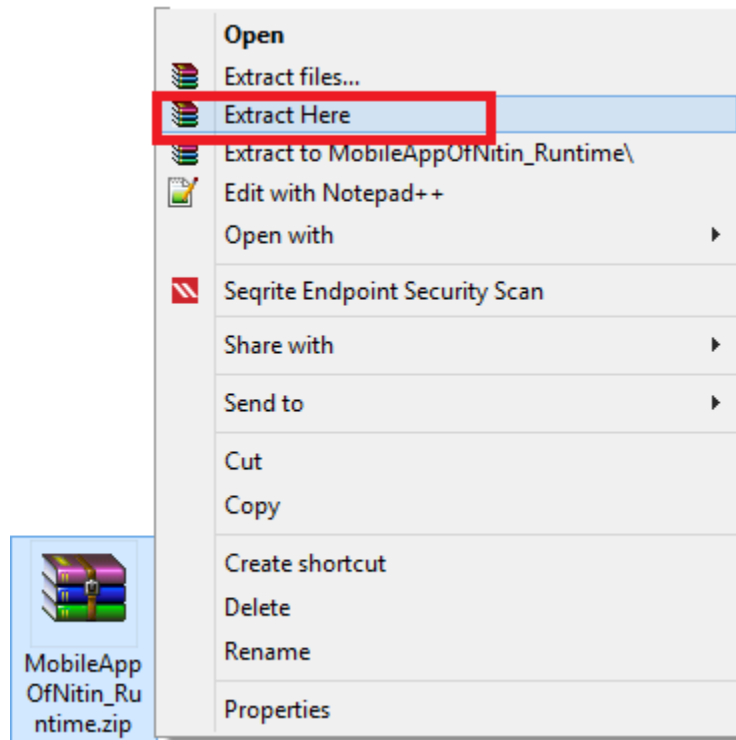 Open
Extract files...
Extract Here
Extract to MobileAppOfNitin_Runtime\
Edit with Notepad++
Open with
Seqrite Endpoint Security Scan
Share with
Send to
Cut
Copy
Create shortcut
Delete
Rename
Properties
MobileApp
OfNitin_Ru
ntime.zip